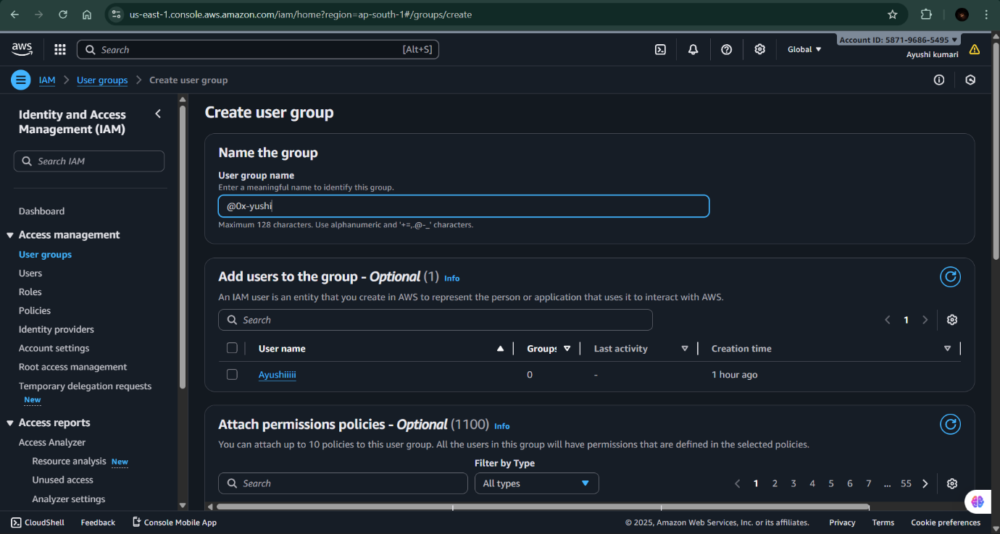 us-east-1.console.aws.amazon.com/iam/home?region=ap-south-1#/groups/create
aws
Search [Alt+S]
Global
Account ID: 5871-9686-5495
Ayushi kumari
IAM User groups Create user group
Identity and Access
Management (IAM)
Search IAM
Dashboard
Access management
User groups
Users
Roles
Policies
Identity providers
Account settings
Root access management
Temporary delegation requests
New
Access reports
Access Analyzer
Resource analysis New
Unused access
Analyzer settings
Create user group
Name the group
User group name
Enter a meaningful name to identify this group.
@0x-yushi
Maximum 128 characters. Use alphanumeric and '+=,.@-_' characters.
Add users to the group - Optional (1) Info
An IAM user is an entity that you create in AWS to represent the person or application that uses it to interact with AWS.
Search
1
User name Groups Last activity Creation time
Ayushiiiii 0 - 1 hour ago
Attach permissions policies - Optional (1100) Info
You can attach up to 10 policies to this user group. All the users in this group will have permissions that are defined in the selected policies.
Filter by Type
Search
All types
1 2 3 4 5 6 7 ... 55
CloudShell Feedback Console Mobile App
© 2025, Amazon Web Services, Inc. or its affiliates. Privacy Terms Cookie preferences